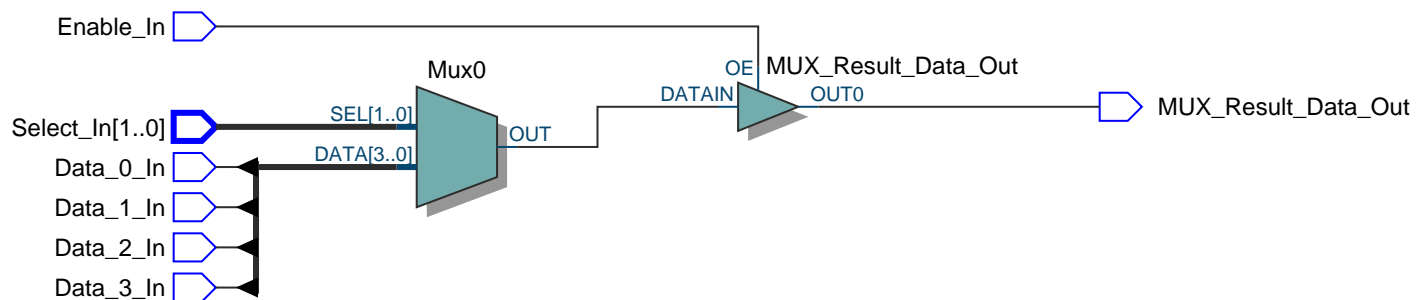 Enable_In
Mux0
OE
MUX_Result_Data_Out
DATAIN
OUT0
MUX_Result_Data_Out
Select_In[1..0]
SEL[1..0]
OUT
Data_0_In
DATA[3..0]
Data_1_In
Data_2_In
Data_3_In